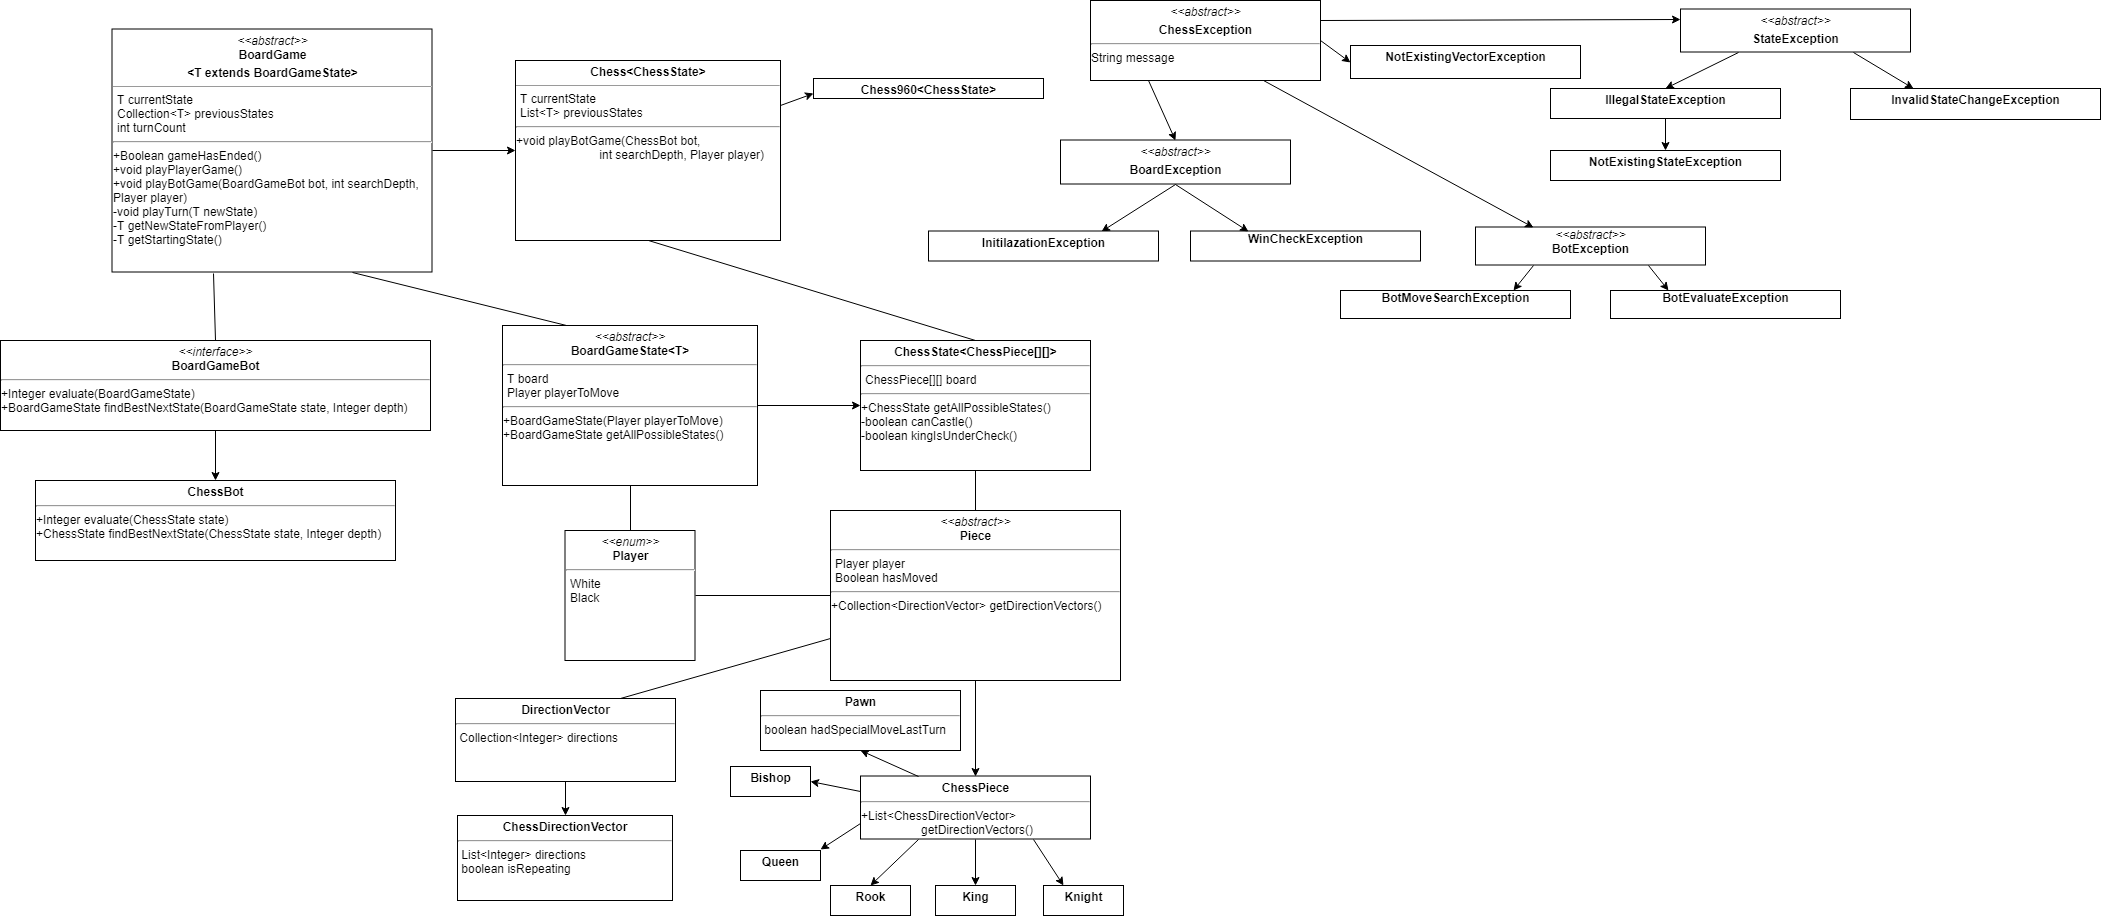 <<abstract>>
BoardGame
<T extends BoardGameState>
T currentState
Collection<T> previousStates
int turnCount
+Boolean gameHasEnded()
+void playPlayerGame()
+void playBotGame(BoardGameBot bot, int searchDepth,
Player player)
-void playTurn(T newState)
-T getNewStateFromPlayer()
-T getStartingState()
Chess<ChessState>
T currentState
List<T> previousStates
+void playBotGame(ChessBot bot,
int searchDepth, Player player)
Chess960<ChessState>
<<abstract>>
ChessException
String message
<<abstract>>
StateException
NotExistingVectorException
IllegalStateException
InvalidStateChangeException
NotExistingStateException
<<abstract>>
BoardException
InitilazationException
WinCheckException
<<abstract>>
BotException
BotMoveSearchException
BotEvaluateException
<<interface>>
BoardGameBot
+Integer evaluate(BoardGameState)
+BoardGameState findBestNextState(BoardGameState state, Integer depth)
ChessBot
+Integer evaluate(ChessState state)
+ChessState findBestNextState(ChessState state, Integer depth)
<<abstract>>
BoardGameState<T>
T board
Player playerToMove
+BoardGameState(Player playerToMove)
+BoardGameState getAllPossibleStates()
ChessState<ChessPiece[][]>
ChessPiece[][] board
+ChessState getAllPossibleStates()
-boolean canCastle()
-boolean kingIsUnderCheck()
<<enum>>
Player
White
Black
<<abstract>>
Piece
Player player
Boolean hasMoved
+Collection<DirectionVector> getDirectionVectors()
DirectionVector
Collection<Integer> directions
ChessDirectionVector
List<Integer> directions
boolean isRepeating
Pawn
boolean hadSpecialMoveLastTurn
Bishop
ChessPiece
+List<ChessDirectionVector>
getDirectionVectors()
Queen
Rook
King
Knight